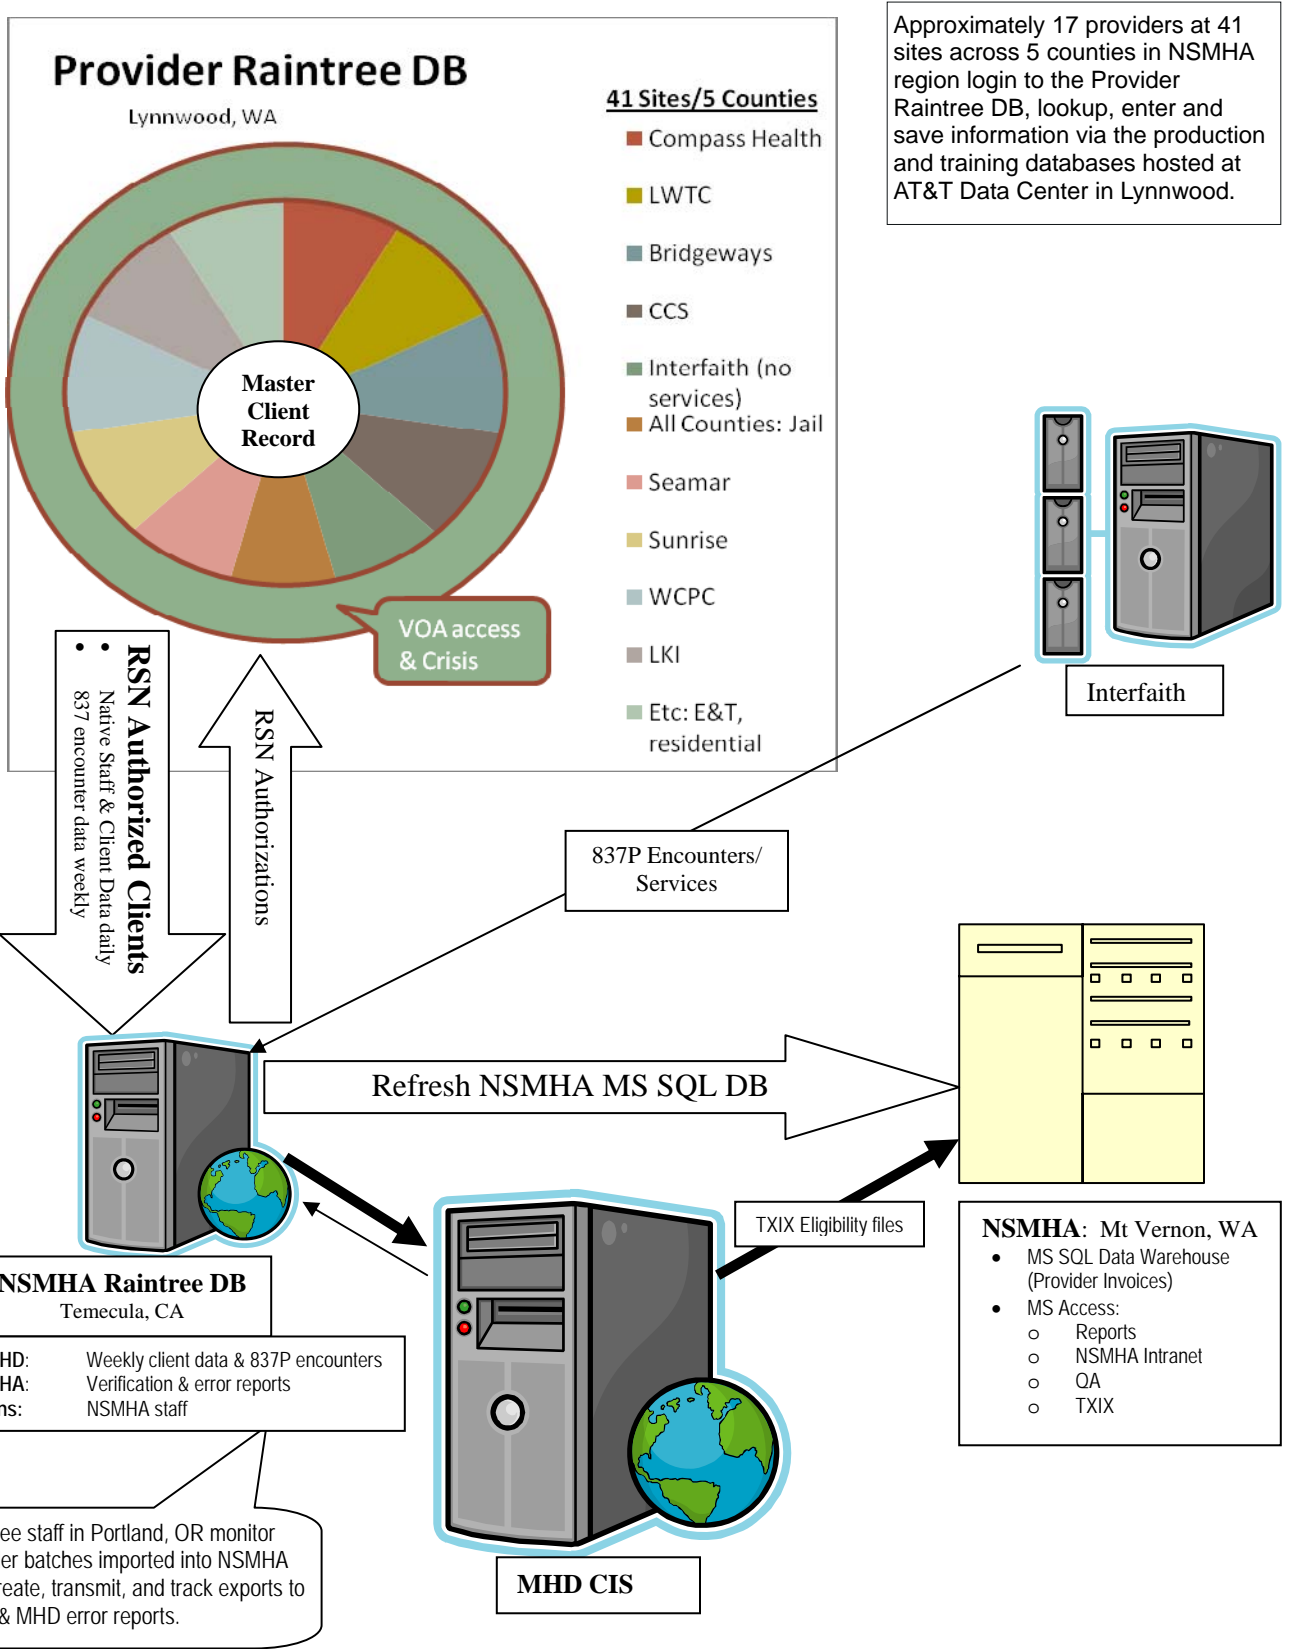 Approximately 17 providers at 41
sites across 5 counties in NSMHA
region login to the Provider
Raintree DB, lookup, enter and
save information via the production
and training databases hosted at
AT&T Data Center in Lynnwood.
Provider Raintree DB
Lynnwood, WA
41 Sites/5 Counties
Compass Health
LWTC
Bridgeways
CCS
Interfaith (no
services)
All Counties: Jail
Seamar
Sunrise
WCPC
LKI
Etc: E&T,
residential
Master
Client
Record
VOA access
& Crisis
RSN Authorized Clients
• Native Staff & Client Data daily
• 837 encounter data weekly
RSN Authorizations
Interfaith
837P Encounters/
Services
Refresh NSMHA MS SQL DB
TXIX Eligibility files
NSMHA: Mt Vernon, WA
• MS SQL Data Warehouse
(Provider Invoices)
• MS Access:
o Reports
o NSMHA Intranet
o QA
o TXIX
NSMHA Raintree DB
Temecula, CA
HD: Weekly client data & 837P encounters
HA: Verification & error reports
ns: NSMHA staff
ee staff in Portland, OR monitor
er batches imported into NSMHA
reate, transmit, and track exports to
& MHD error reports.
MHD CIS